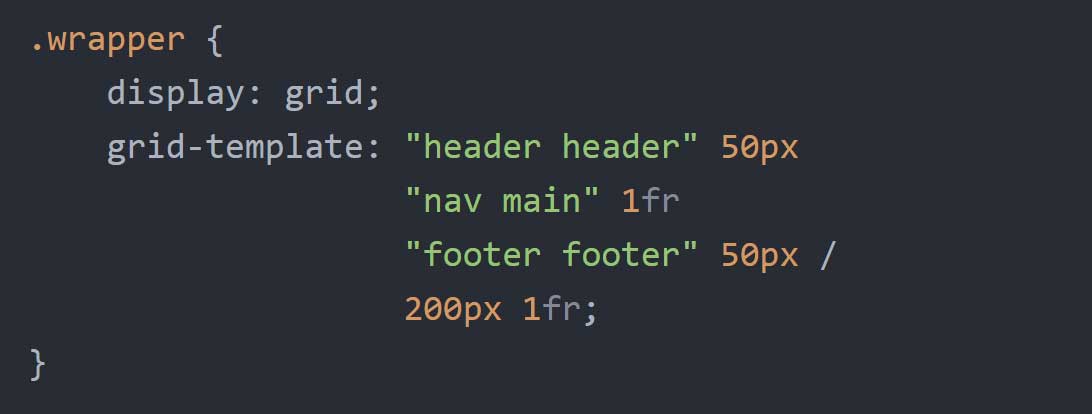 .wrapper {
    display: grid;
    grid-template: "header header" 50px
                   "nav main" 1fr
                   "footer footer" 50px /
                   200px 1fr;
}